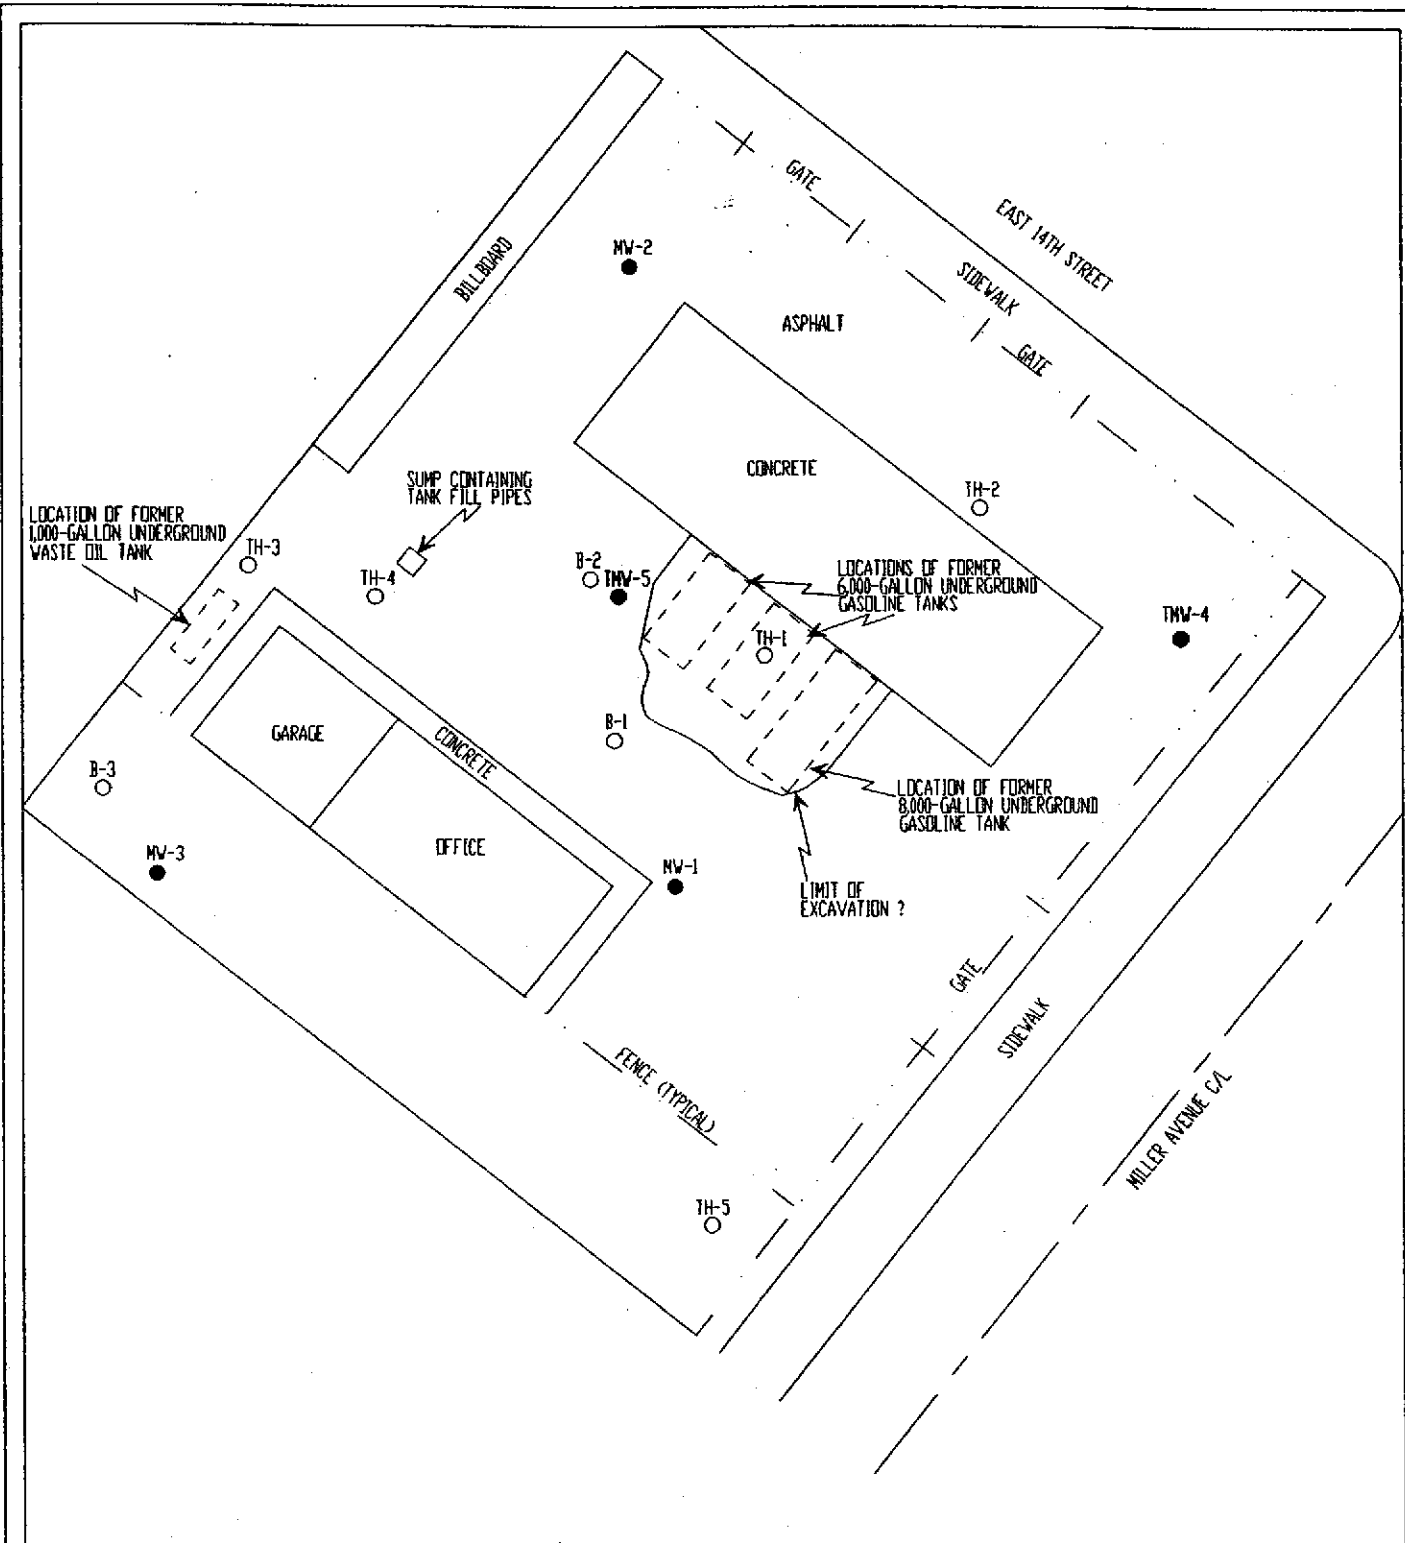 GATE
EAST 14TH STREET
MW-2
BILLBOARD
SIDEWALK
ASPHALT
GATE
CONCRETE
SUMP CONTAINING
TANK FILL PIPES
TH-2
LOCATION OF FORMER
1,000-GALLON UNDERGROUND
WASTE OIL TANK
TH-3
TH-4
B-2
TMW-5
LOCATIONS OF FORMER
6,000-GALLON UNDERGROUND
GASOLINE TANKS
TMW-4
TH-1
B-1
GARAGE
CONCRETE
B-3
LOCATION OF FORMER
8,000-GALLON UNDERGROUND
GASOLINE TANK
OFFICE
MW-3
MW-1
LIMIT OF
EXCAVATION ?
GATE
SIDEWALK
FENCE (TYPICAL)
MILLER AVENUE C/L
TH-5